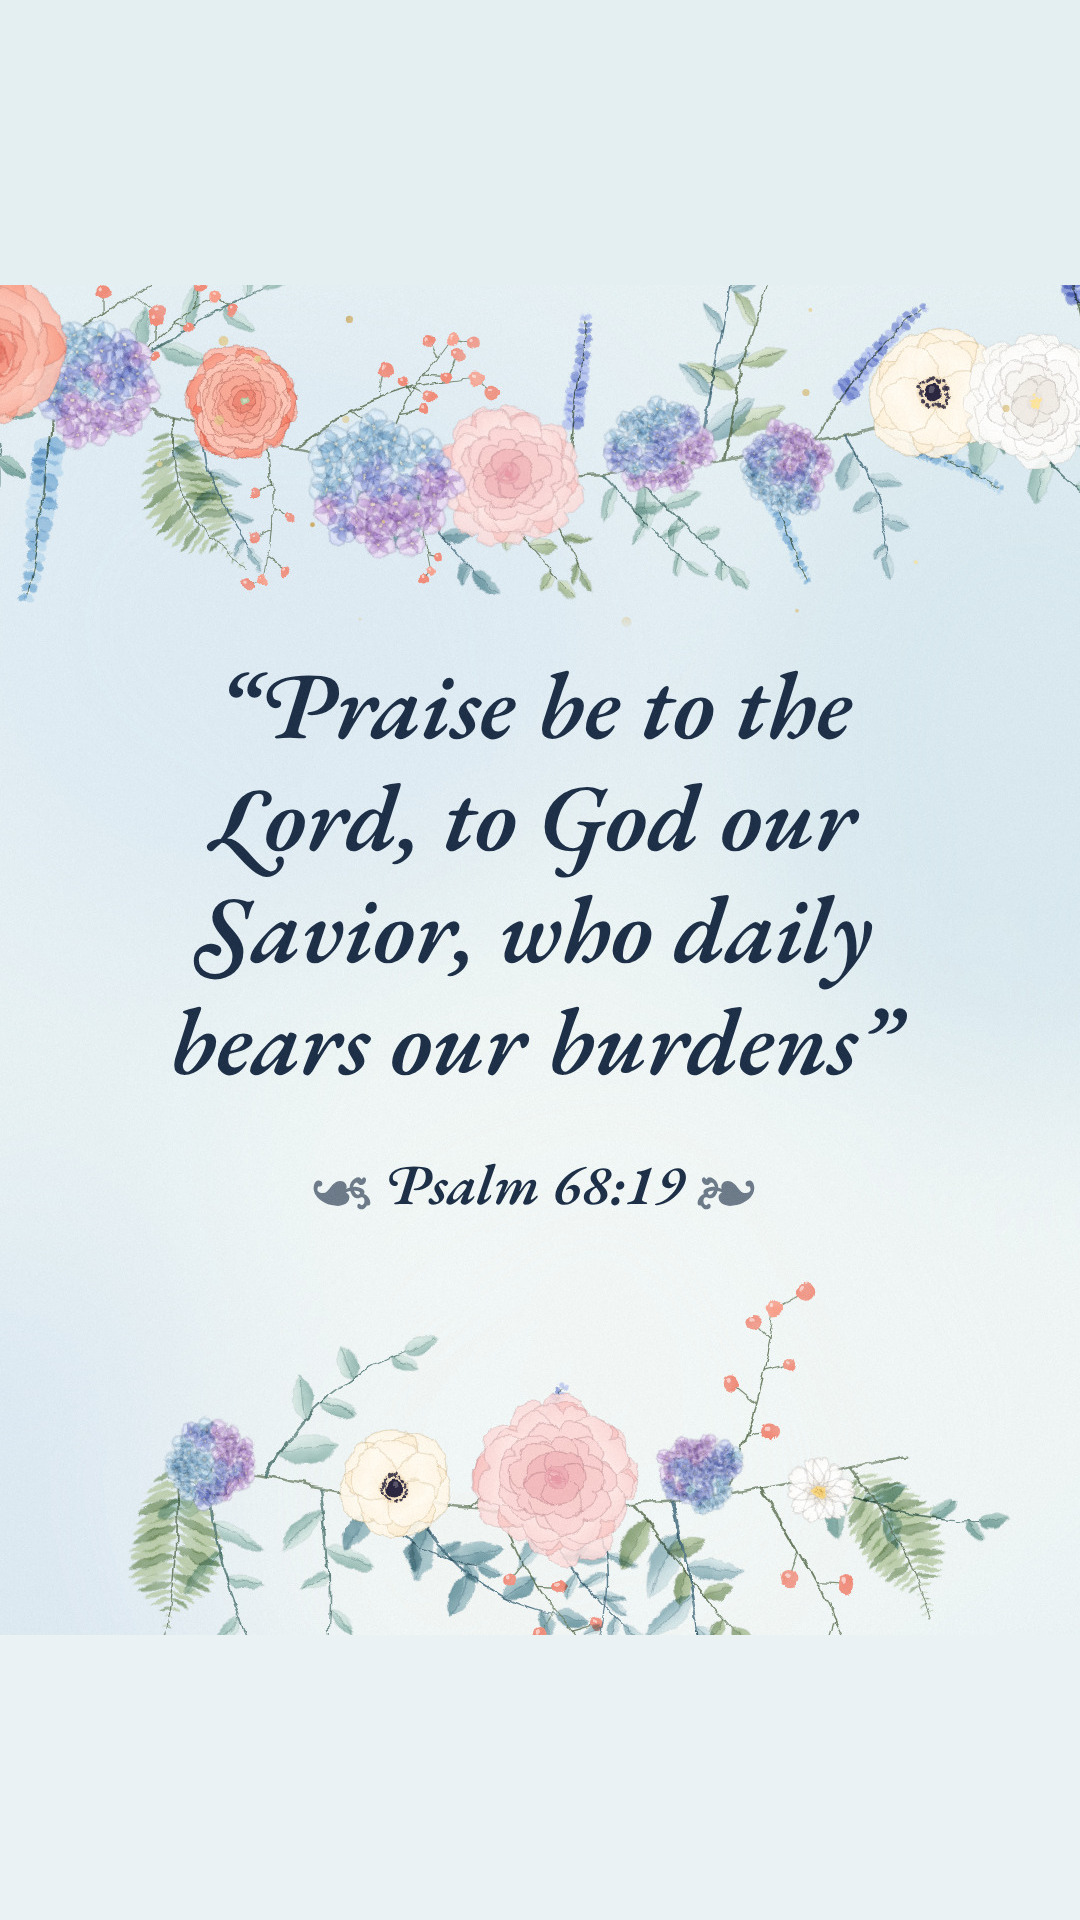 “Praise be to the
Lord, to God our
Savior, who daily
bears our burdens”
Psalm 68:19